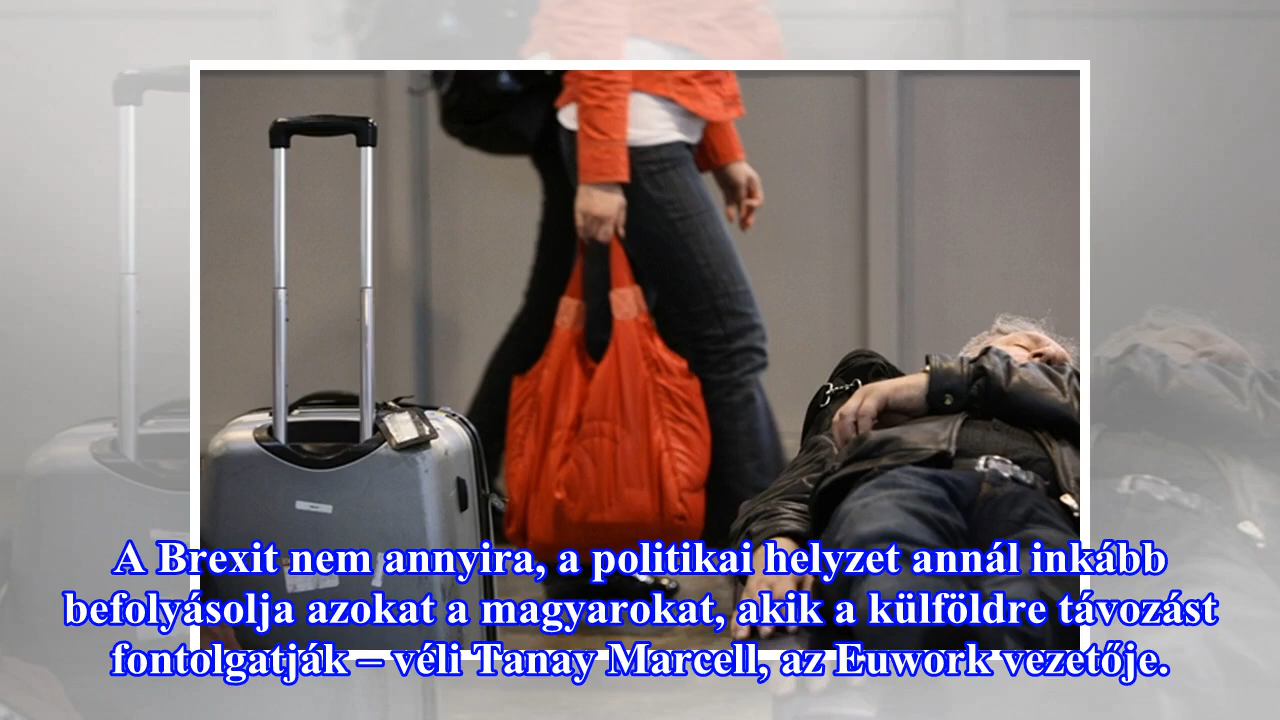 A Brexit nem annyira, a politikai helyzet annál inkább
befolyásolja azokat a magyarokat, akik a külföldre távozást
fontolgatják – véli Tanay Marcell, az Euwork vezetője.